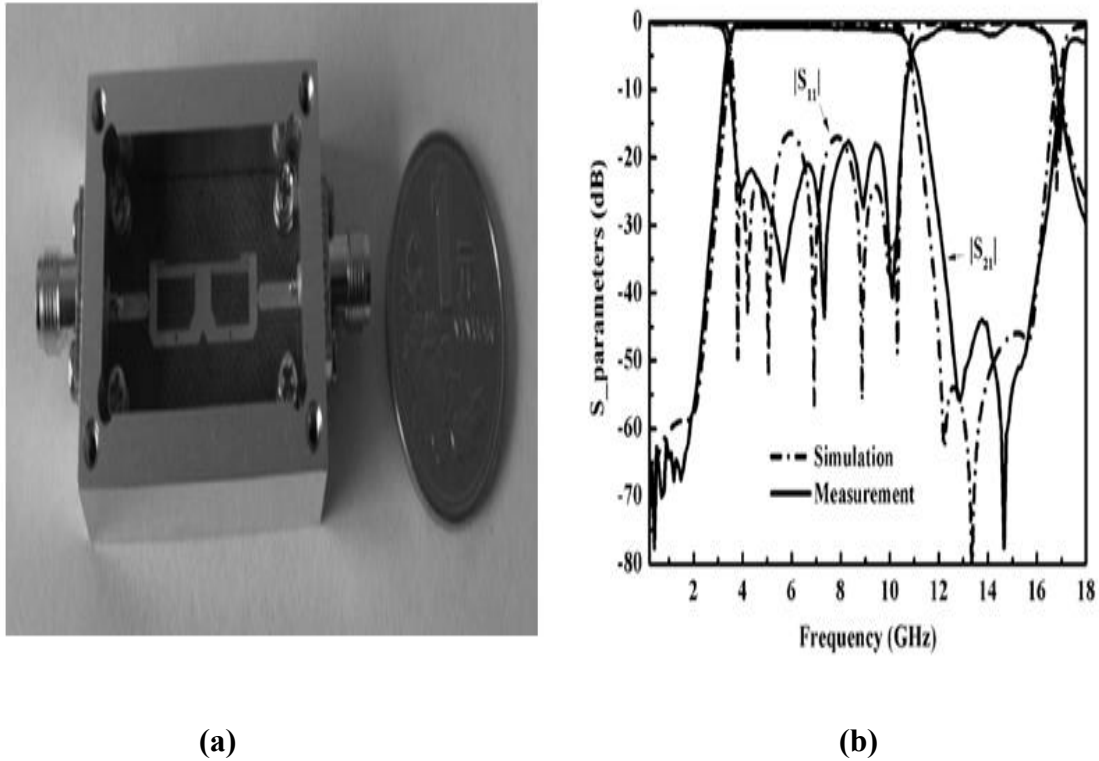 |S₁₁|
|S₂₁|
Simulation
Measurement
S_parameters (dB)
0
-10
-20
-30
-40
-50
-60
-70
-80
2 4 6 8 10 12 14 16 18
Frequency (GHz)
(a) (b)